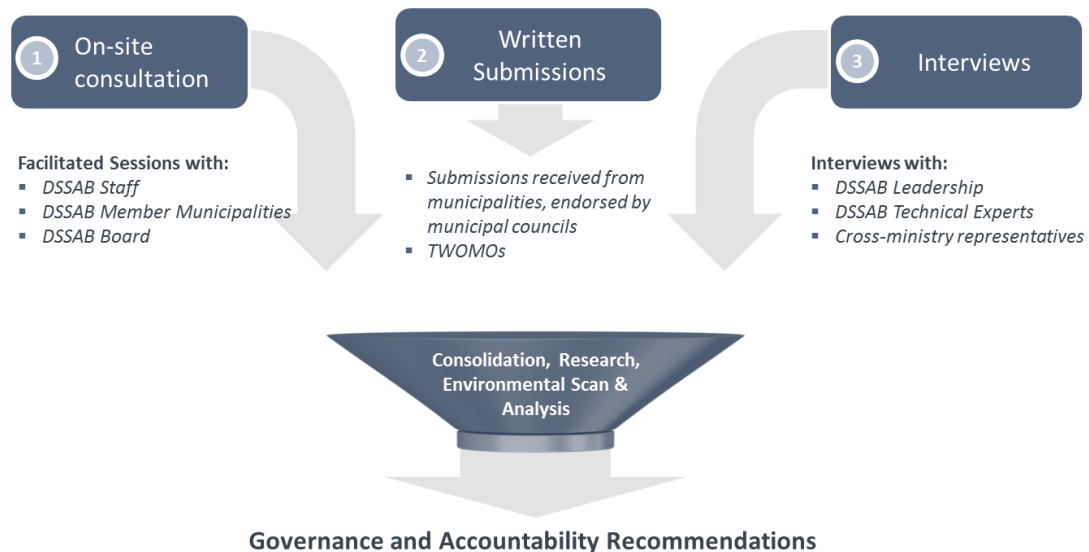 1
On-site
consultation
2
Written
Submissions
3
Interviews
Facilitated Sessions with:
▪ DSSAB Staff
▪ DSSAB Member Municipalities
▪ DSSAB Board
▪ Submissions received from
municipalities, endorsed by
municipal councils
▪ TWOMOs
Interviews with:
▪ DSSAB Leadership
▪ DSSAB Technical Experts
▪ Cross-ministry representatives
Consolidation, Research,
Environmental Scan &
Analysis
Governance and Accountability Recommendations